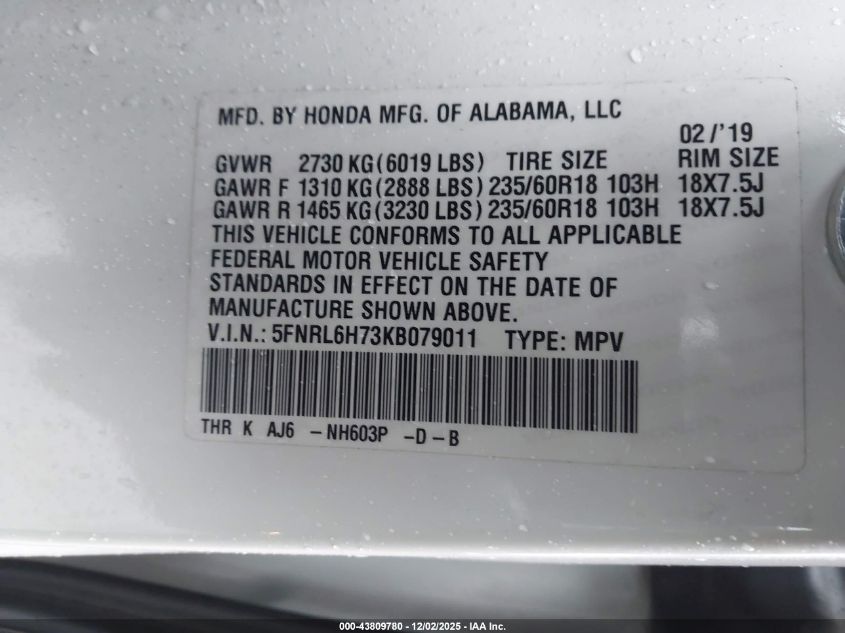 MFD. BY HONDA MFG. OF ALABAMA, LLC
02/'19
GVWR 2730 KG(6019 LBS) TIRE SIZE RIM SIZE
GAWR F 1310 KG(2888 LBS) 235/60R18 103H 18X7.5J
GAWR R 1465 KG(3230 LBS) 235/60R18 103H 18X7.5J
THIS VEHICLE CONFORMS TO ALL APPLICABLE
FEDERAL MOTOR VEHICLE SAFETY
STANDARDS IN EFFECT ON THE DATE OF
MANUFACTURE SHOWN ABOVE.
V.I.N.: 5FNRL6H73KB079011 TYPE: MPV
THR K AJ6 -NH603P -D-B
000-43809780 - 12/02/2025 - IAA Inc.